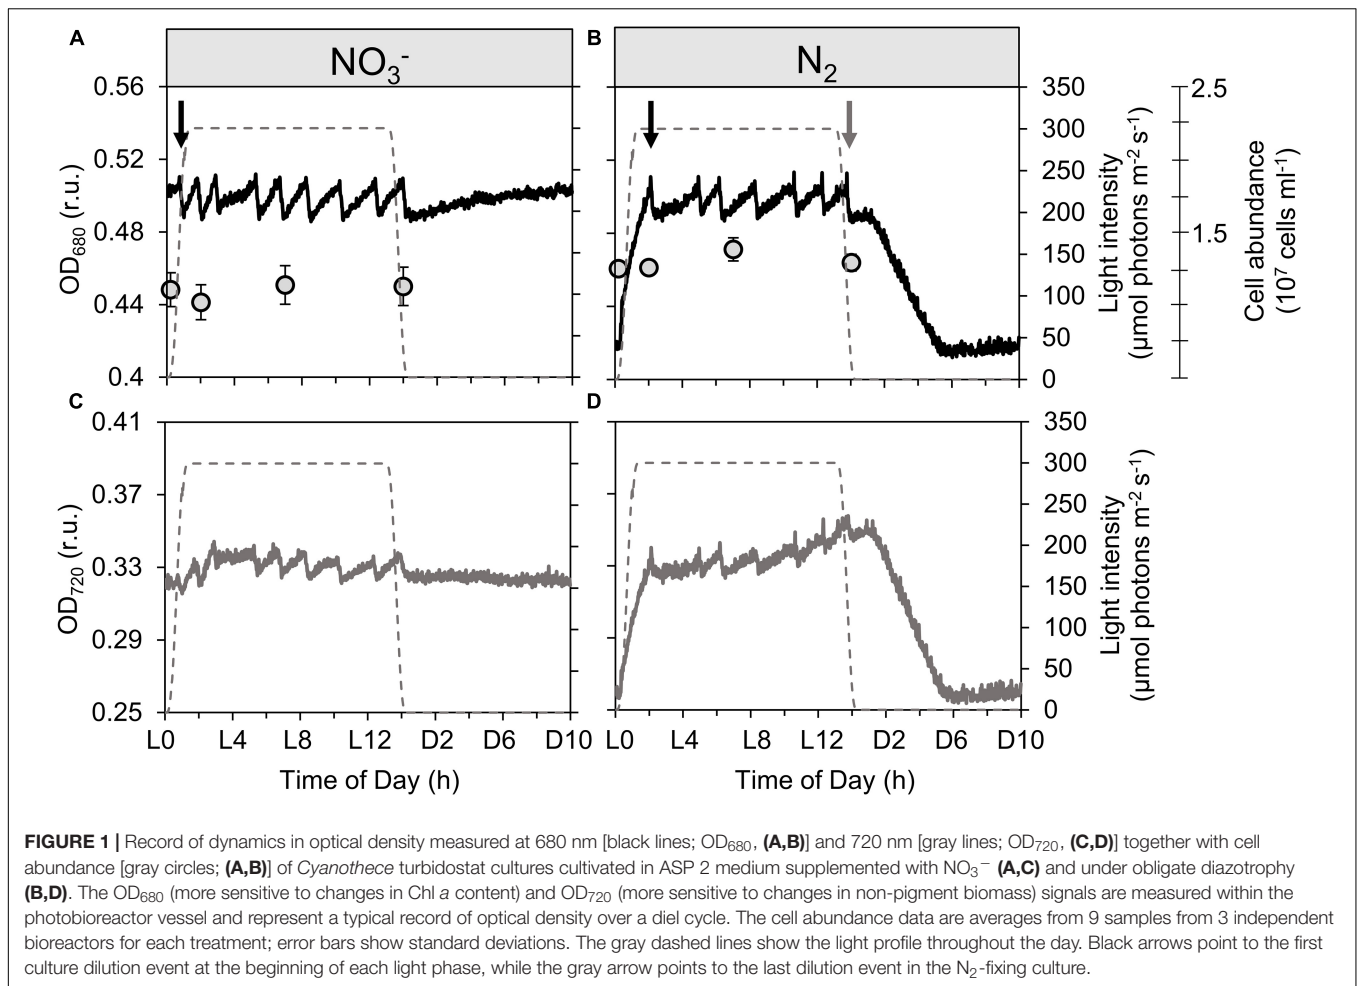 A
NO₃⁻
B
N₂
0.56
0.52
0.48
0.44
0.4
OD₆₈₀ (r.u.)
350
300
250
200
150
100
50
0
Light intensity
(µmol photons m⁻² s⁻¹)
2.5
1.5
Cell abundance
(10⁷ cells ml⁻¹)
C
D
0.41
0.37
0.33
0.29
0.25
OD₇₂₀ (r.u.)
350
300
250
200
150
100
50
0
Light intensity
(µmol photons m⁻² s⁻¹)
L0 L4 L8 L12 D2 D6 D10
L0 L4 L8 L12 D2 D6 D10
Time of Day (h)
Time of Day (h)
FIGURE 1 | Record of dynamics in optical density measured at 680 nm [black lines; OD₆₈₀, (A,B)] and 720 nm [gray lines; OD₇₂₀, (C,D)] together with cell
abundance [gray circles; (A,B)] of Cyanothece turbidostat cultures cultivated in ASP 2 medium supplemented with NO₃⁻ (A,C) and under obligate diazotrophy
(B,D). The OD₆₈₀ (more sensitive to changes in Chl a content) and OD₇₂₀ (more sensitive to changes in non-pigment biomass) signals are measured within the
photobioreactor vessel and represent a typical record of optical density over a diel cycle. The cell abundance data are averages from 9 samples from 3 independent
bioreactors for each treatment; error bars show standard deviations. The gray dashed lines show the light profile throughout the day. Black arrows point to the first
culture dilution event at the beginning of each light phase, while the gray arrow points to the last dilution event in the N₂-fixing culture.